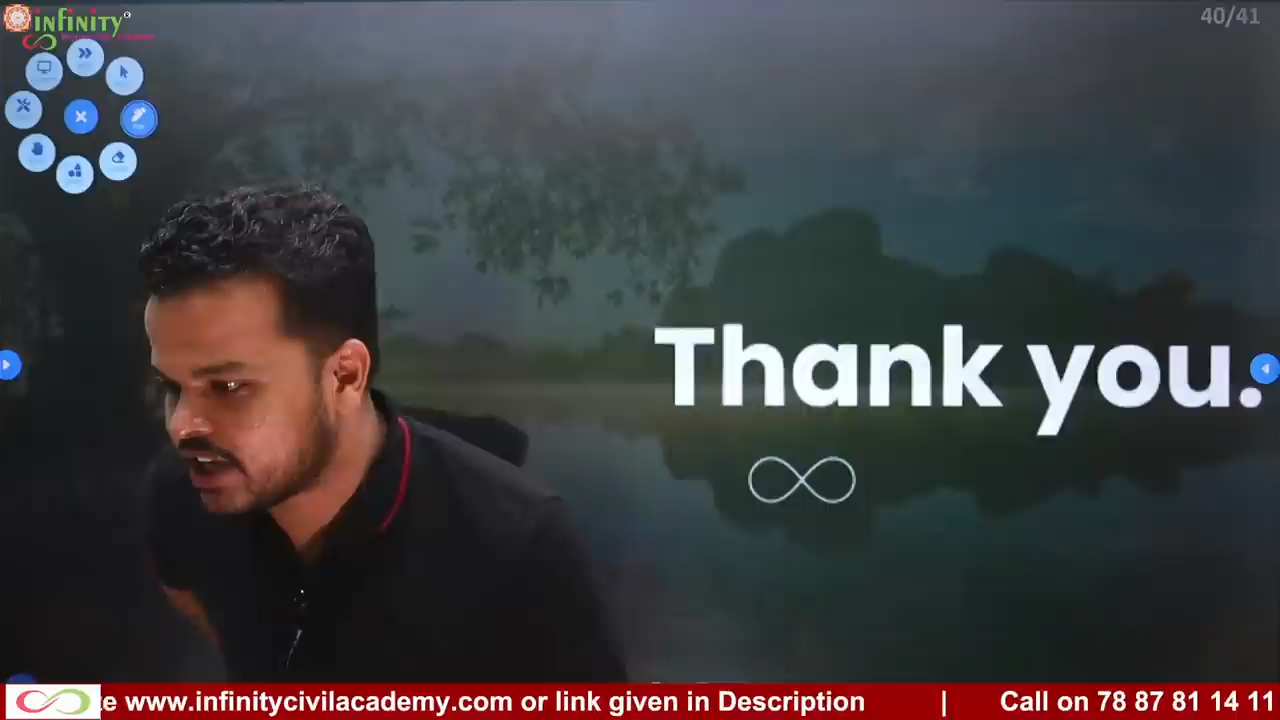 infinity
40/41
Thank you.
e www.infinitycivilacademy.com or link given in Description | Call on 78 87 81 14 11